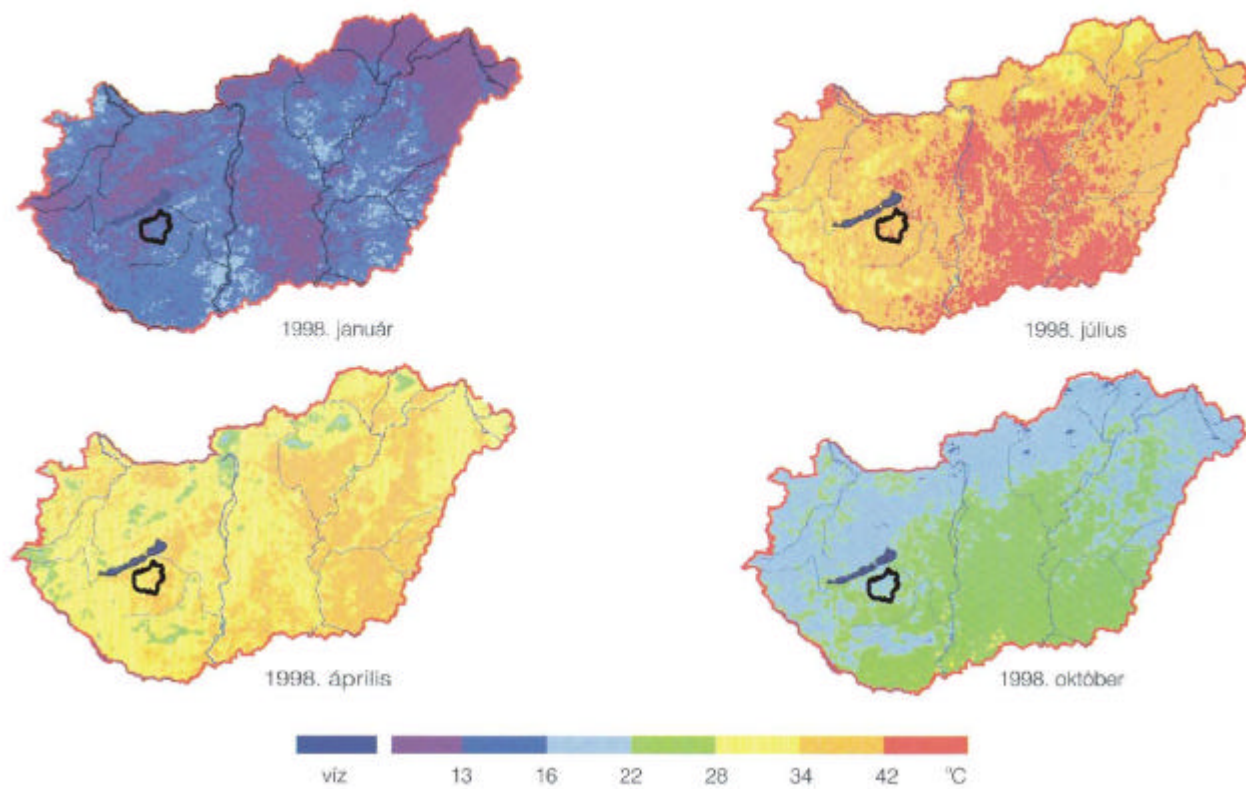 1998. január
1998. július
1998. április
1998. október
víz 13 16 22 28 34 42 °C